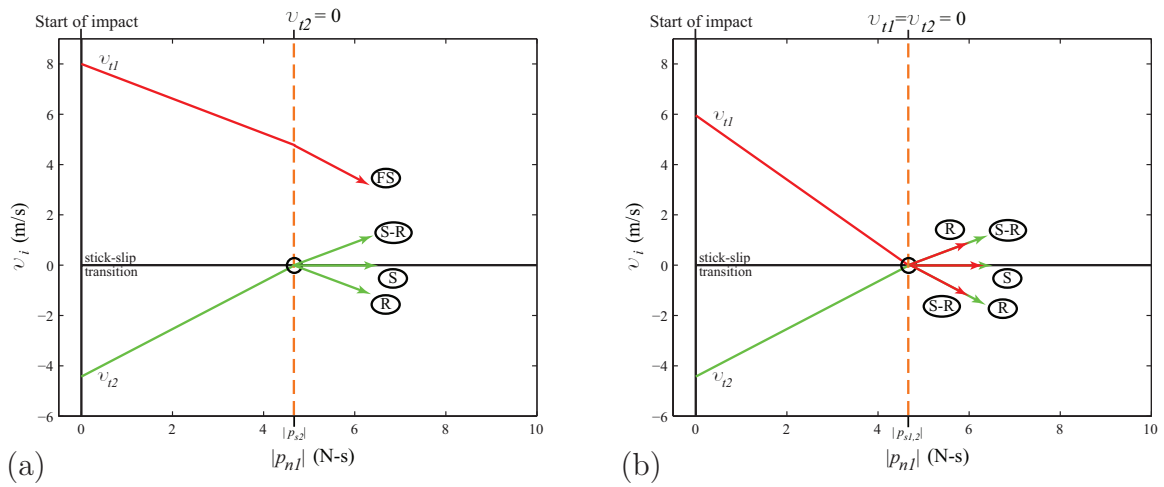 Start of impact
υt2 = 0
8
υt1
6
4
FS
2
S-R
υi (m/s)
0
stick-slip
transition
S
R
−2
−4
υt2
−6
|ps2|
0 2 4 6 8 10
|pn1| (N-s)
(a)
Start of impact
υt1=υt2 = 0
8
6
υt1
4
2
R
S-R
υi (m/s)
0
stick-slip
transition
S
S-R
R
−2
−4
υt2
−6
|ps1,2|
0 2 4 6 8 10
|pn1| (N-s)
(b)